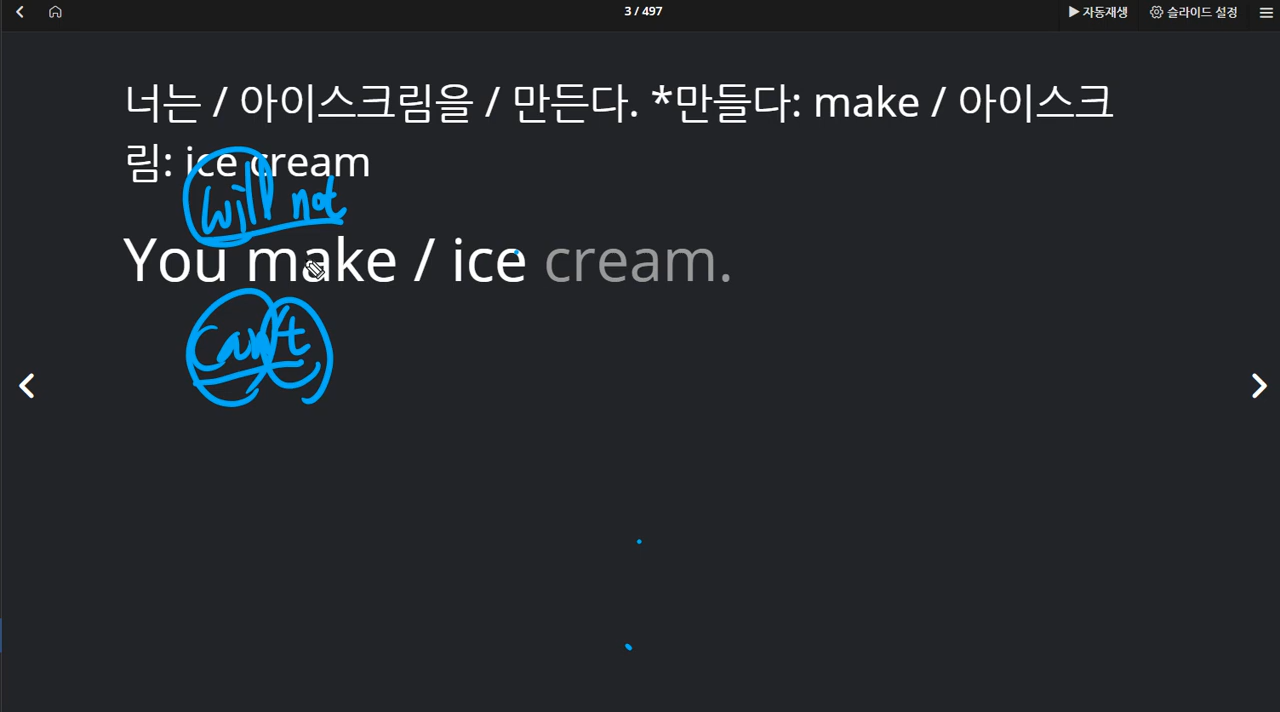 3 / 497
▶ 자동재생
슬라이드 설정
너는 / 아이스크림을 / 만든다. *만들다: make / 아이스크
림: ice cream
will not
You make / ice cream.
can't